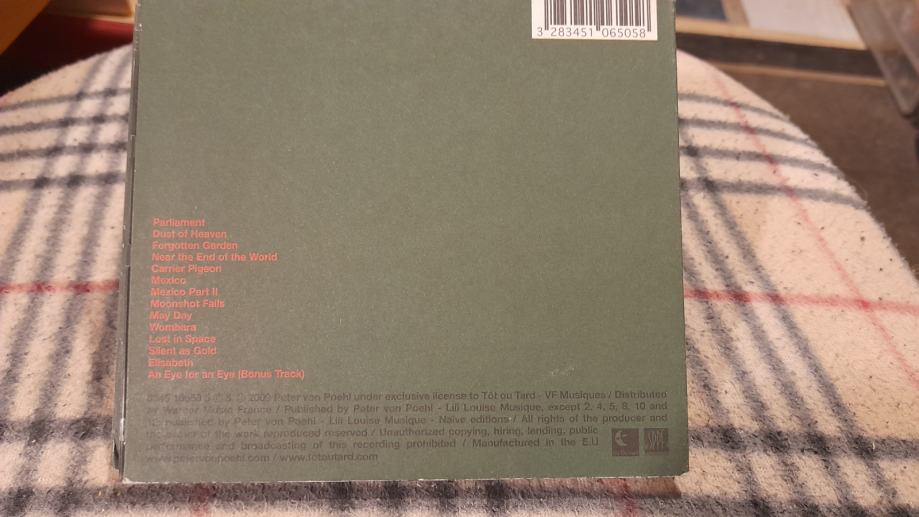 3 283451 065058
Parliament
Dust of Heaven
Forgotten Garden
Near the End of the World
Carrier Pigeon
Mexico
Mexico Part II
Moonshot Falls
May Day
Wombara
Lost in Space
Silent as Gold
Elisabeth
An Eye for an Eye (Bonus Track)
℗ & © 2009 Peter von Poehl under exclusive license to Tôt ou Tard - VF Musiques / Distributed
by Warner Music France / Published by Peter von Poehl - Lili Louise Musique, except 2, 4, 5, 8, 10 and
published by Peter von Poehl - Lili Louise Musique - Naïve editions / All rights of the producer and
the owner of the work reproduced reserved / Unauthorized copying, hiring, lending, public
performance and broadcasting of this recording prohibited / Manufactured in the E.U
www.petervonpoehl.com / www.totoutard.com